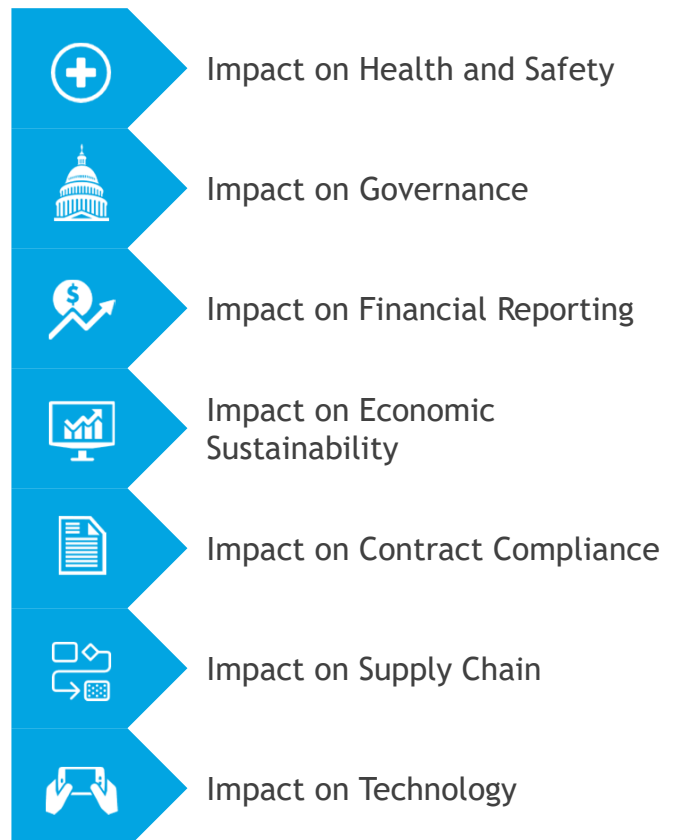 Impact on Health and Safety
Impact on Governance
$
Impact on Financial Reporting
Impact on Economic
Sustainability
Impact on Contract Compliance
Impact on Supply Chain
Impact on Technology